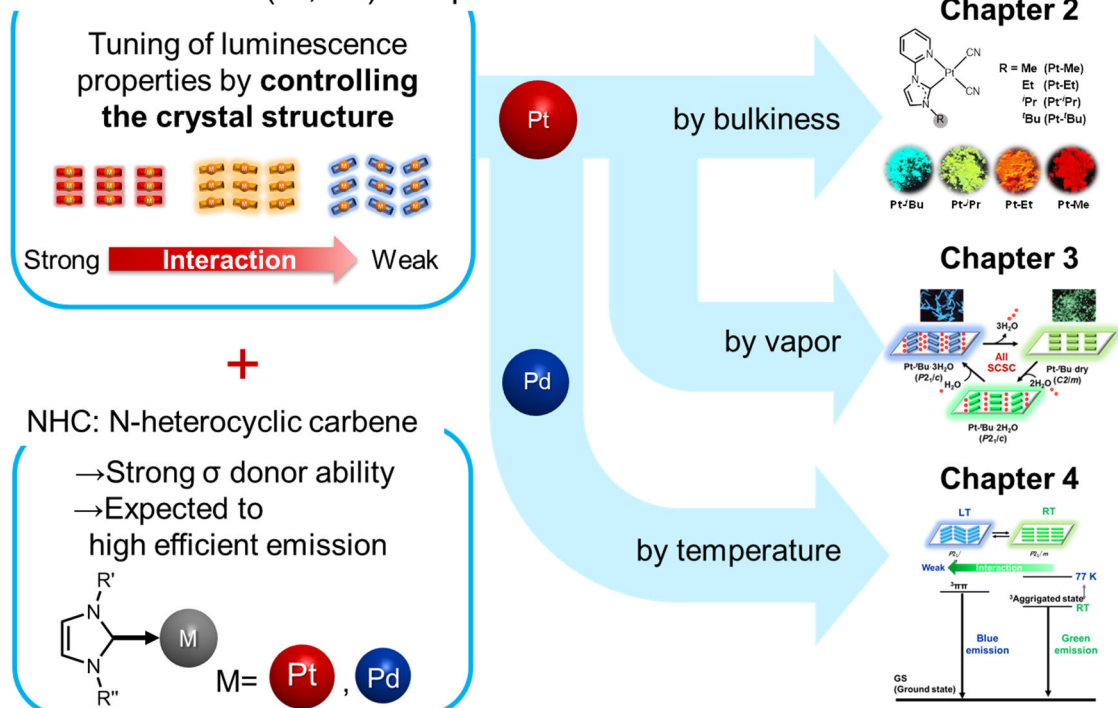 Tuning of luminescence
properties by controlling
the crystal structure
M M M
M M M
M M M
Strong Interaction Weak
+
NHC: N-heterocyclic carbene
→Strong σ donor ability
→Expected to
high efficient emission
R'
N
N
R"
M
M= Pt , Pd
Pt
Pd
by bulkiness
by vapor
by temperature
Chapter 2
N
N
N
Pt
CN
CN
R
R = Me (Pt-Me)
Et (Pt-Et)
ⁱPr (Pt-ⁱPr)
ᵗBu (Pt-ᵗBu)
Pt-ᵗBu Pt-ⁱPr Pt-Et Pt-Me
Chapter 3
3H₂O
All
SCSC
Pt-ᵗBu·3H₂O
(P2₁/c)
Pt-ᵗBu·dry
(C2/m)
H₂O
2H₂O
Pt-ᵗBu·2H₂O
(P2₁/c)
Chapter 4
LT RT
P2₁/m
Weak Interaction
77 K
³ππ
³Aggrigated state
RT
Blue
emission
Green
emission
GS
(Ground state)